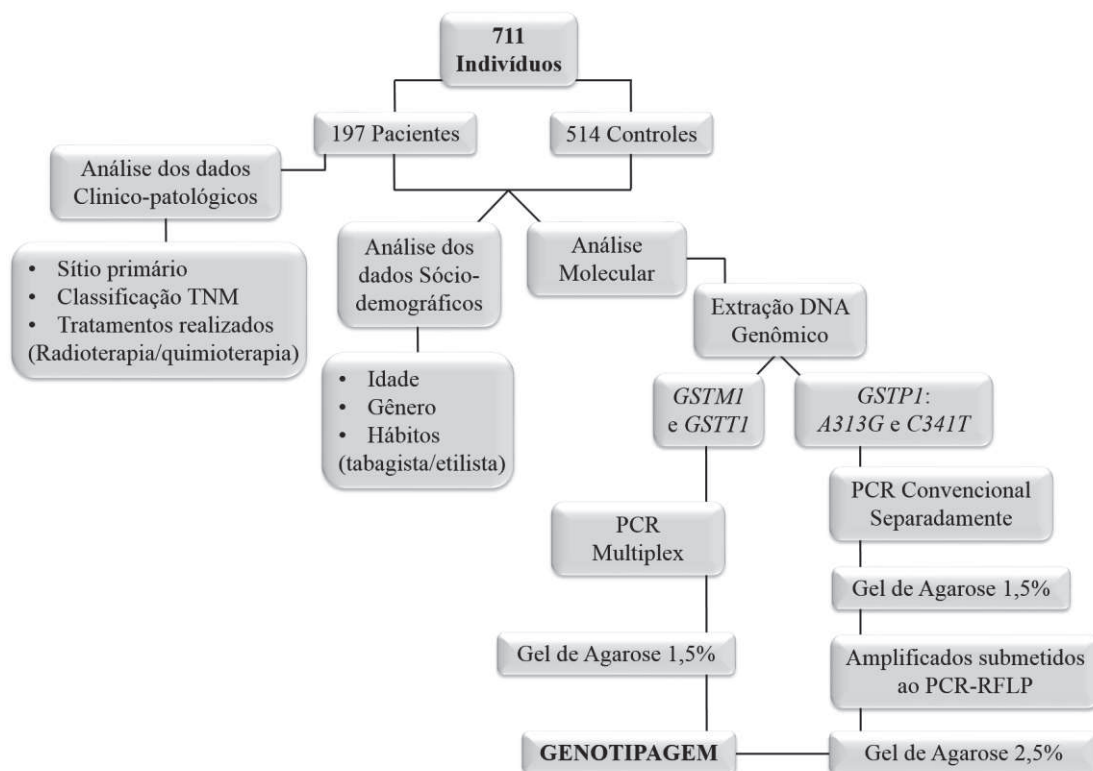 711
Indivíduos
197 Pacientes
514 Controles
Análise dos dados
Clinico-patológicos
• Sítio primário
• Classificação TNM
• Tratamentos realizados
(Radioterapia/quimioterapia)
Análise dos
dados Sócio-
demográficos
• Idade
• Gênero
• Hábitos
(tabagista/etilista)
Análise
Molecular
Extração DNA
Genômico
GSTM1
e GSTT1
GSTP1:
A313G e C341T
PCR
Multiplex
PCR Convencional
Separadamente
Gel de Agarose 1,5%
Gel de Agarose 1,5%
Amplificados submetidos
ao PCR-RFLP
GENOTIPAGEM
Gel de Agarose 2,5%